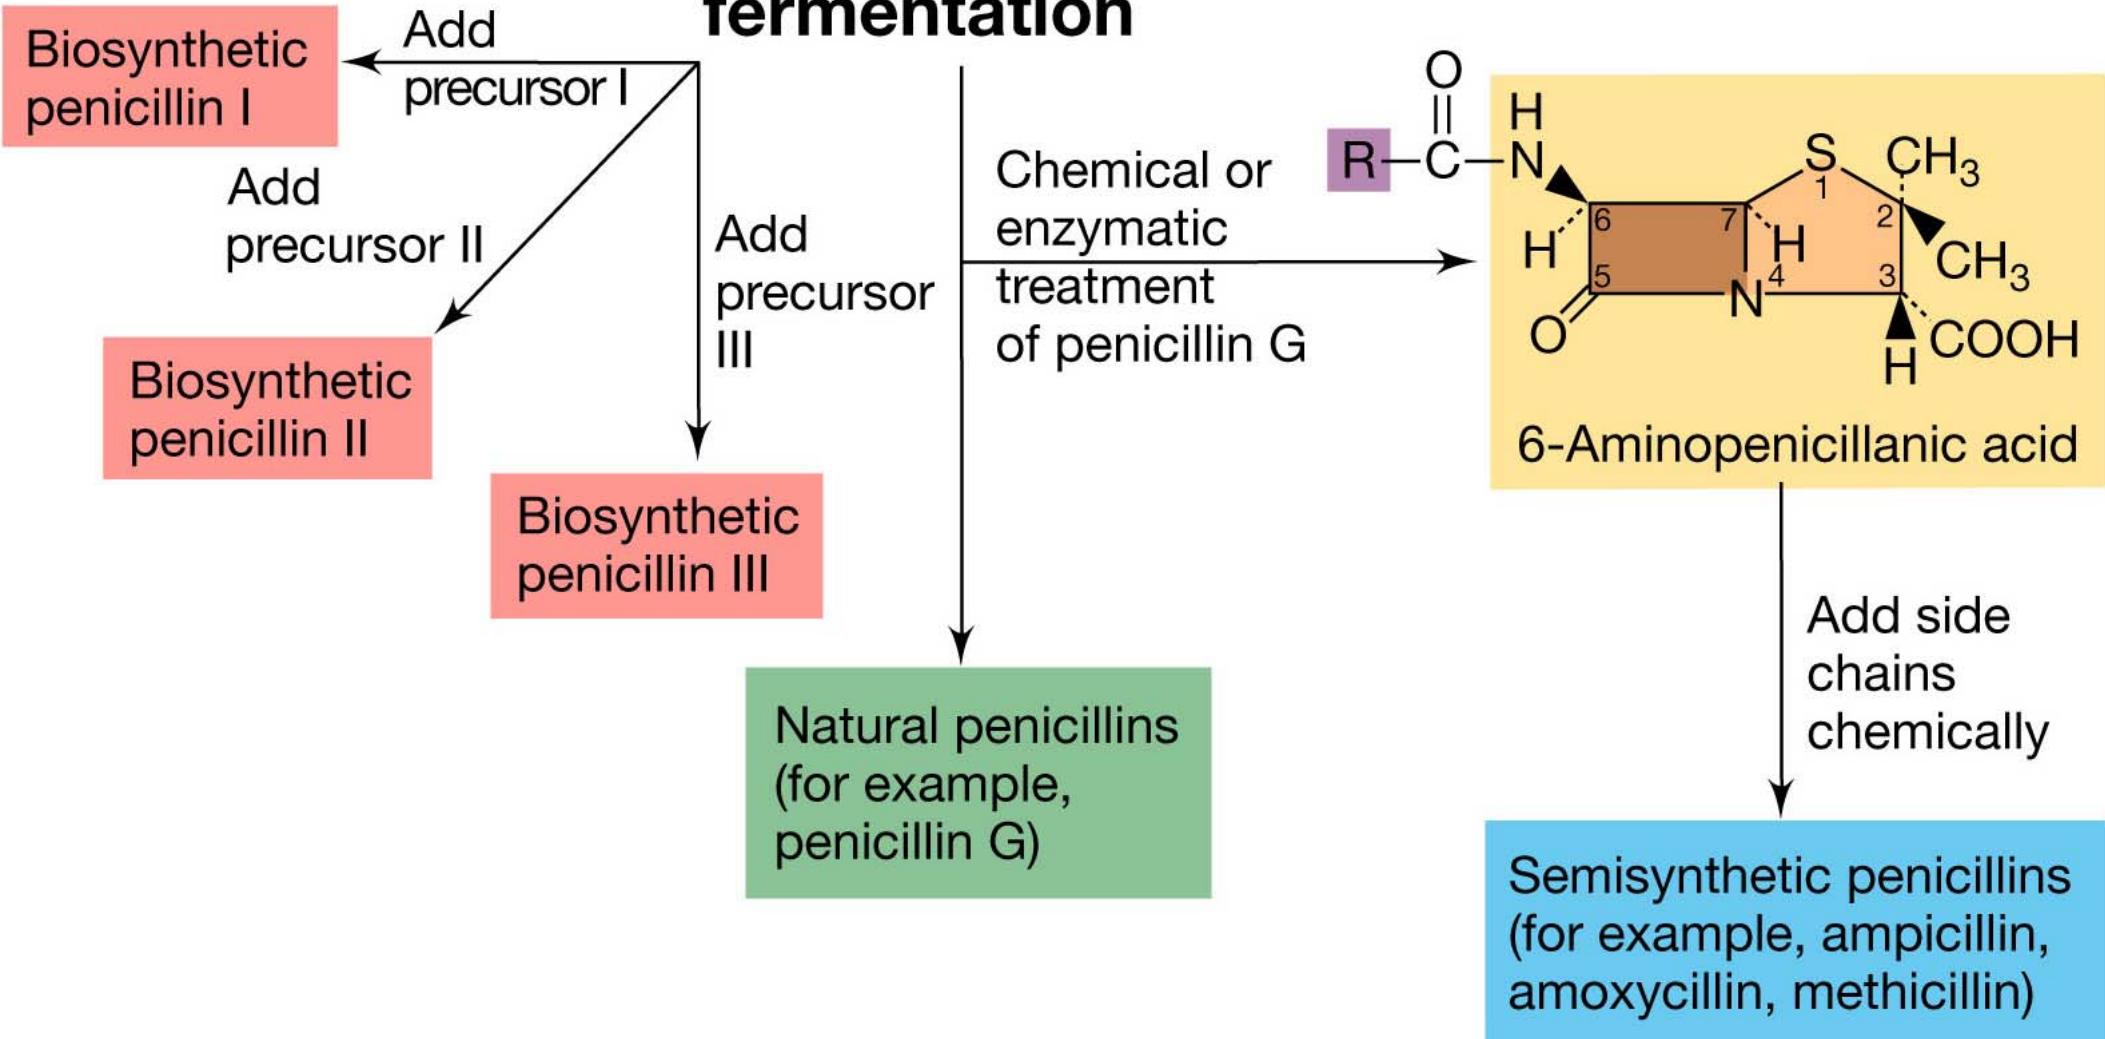 fermentation
Biosynthetic
penicillin I
Add
precursor I
Add
precursor II
Add
precursor
III
Biosynthetic
penicillin II
Biosynthetic
penicillin III
Chemical or
enzymatic
treatment
of penicillin G
Natural penicillins
(for example,
penicillin G)
O
H
R C N
S CH3
1
6 7 2
H H CH3
5 4 3
O N COOH
H
6-Aminopenicillanic acid
Add side
chains
chemically
Semisynthetic penicillins
(for example, ampicillin,
amoxycillin, methicillin)